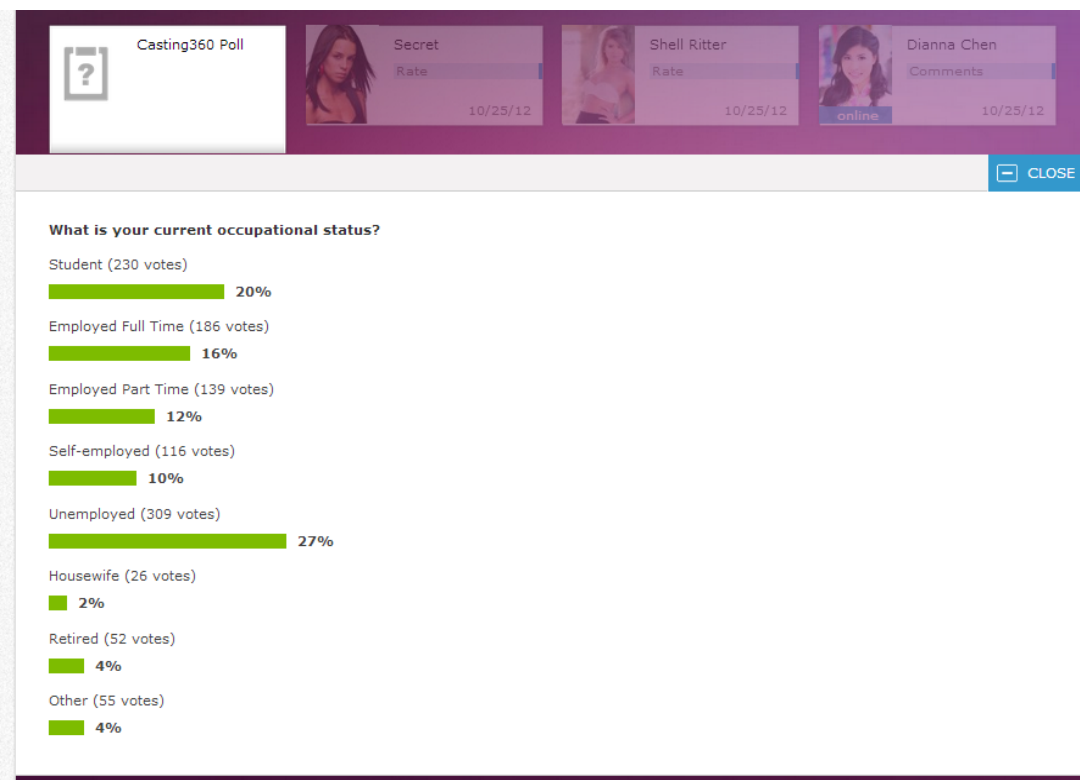 Casting360 Poll
?
Secret
Rate
10/25/12
Shell Ritter
Rate
10/25/12
Dianna Chen
Comments
online
10/25/12
CLOSE
What is your current occupational status?
Student (230 votes)
20%
Employed Full Time (186 votes)
16%
Employed Part Time (139 votes)
12%
Self-employed (116 votes)
10%
Unemployed (309 votes)
27%
Housewife (26 votes)
2%
Retired (52 votes)
4%
Other (55 votes)
4%